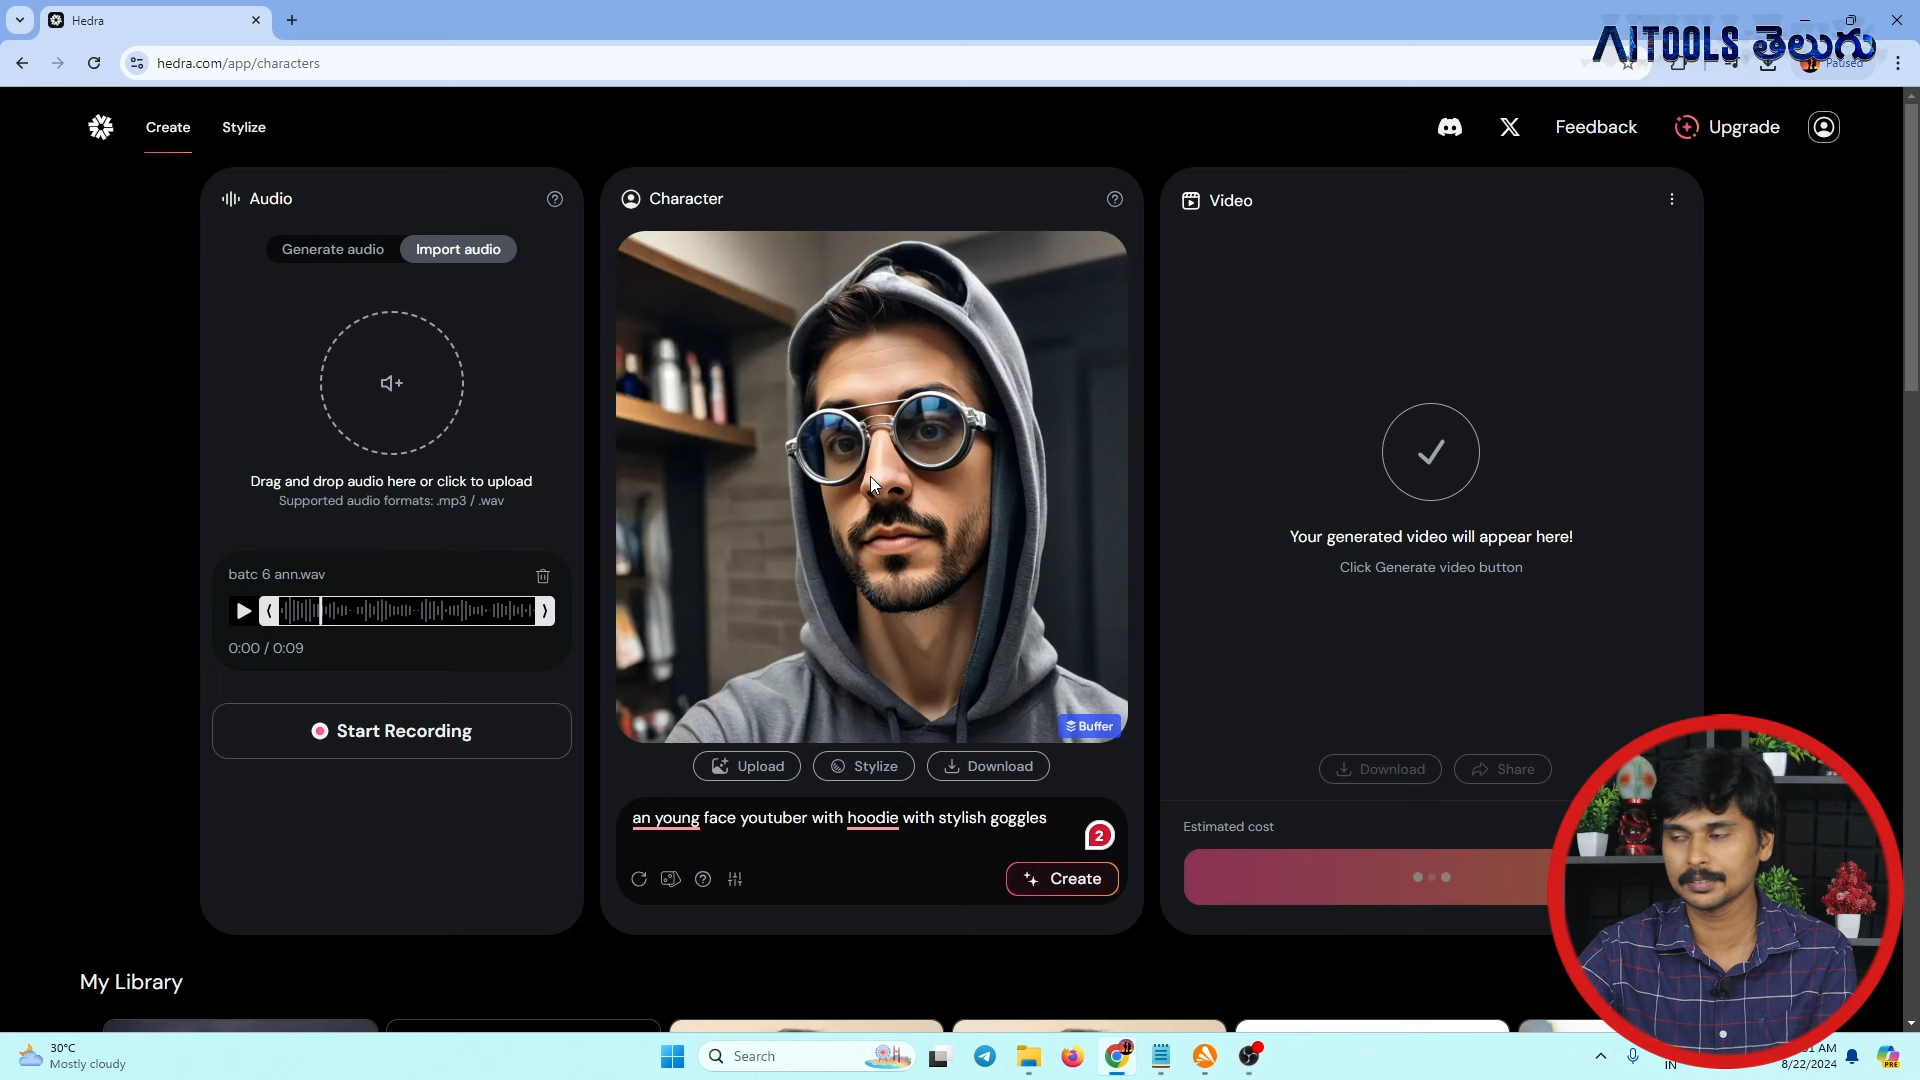 Hedra
AITOOLS తెలుగు
hedra.com/app/characters
Paused
Create
Stylize
Feedback
Upgrade
Audio
Generate audio
Import audio
Drag and drop audio here or click to upload
Supported audio formats: .mp3 / .wav
batc 6 ann.wav
0:00 / 0:09
Start Recording
Character
Buffer
Upload
Stylize
Download
an young face youtuber with hoodie with stylish goggles
2
Create
Video
Your generated video will appear here!
Click Generate video button
Download
Share
Estimated cost
My Library
30°C
Mostly cloudy
Search
IN
AM
8/22/2024
PRE